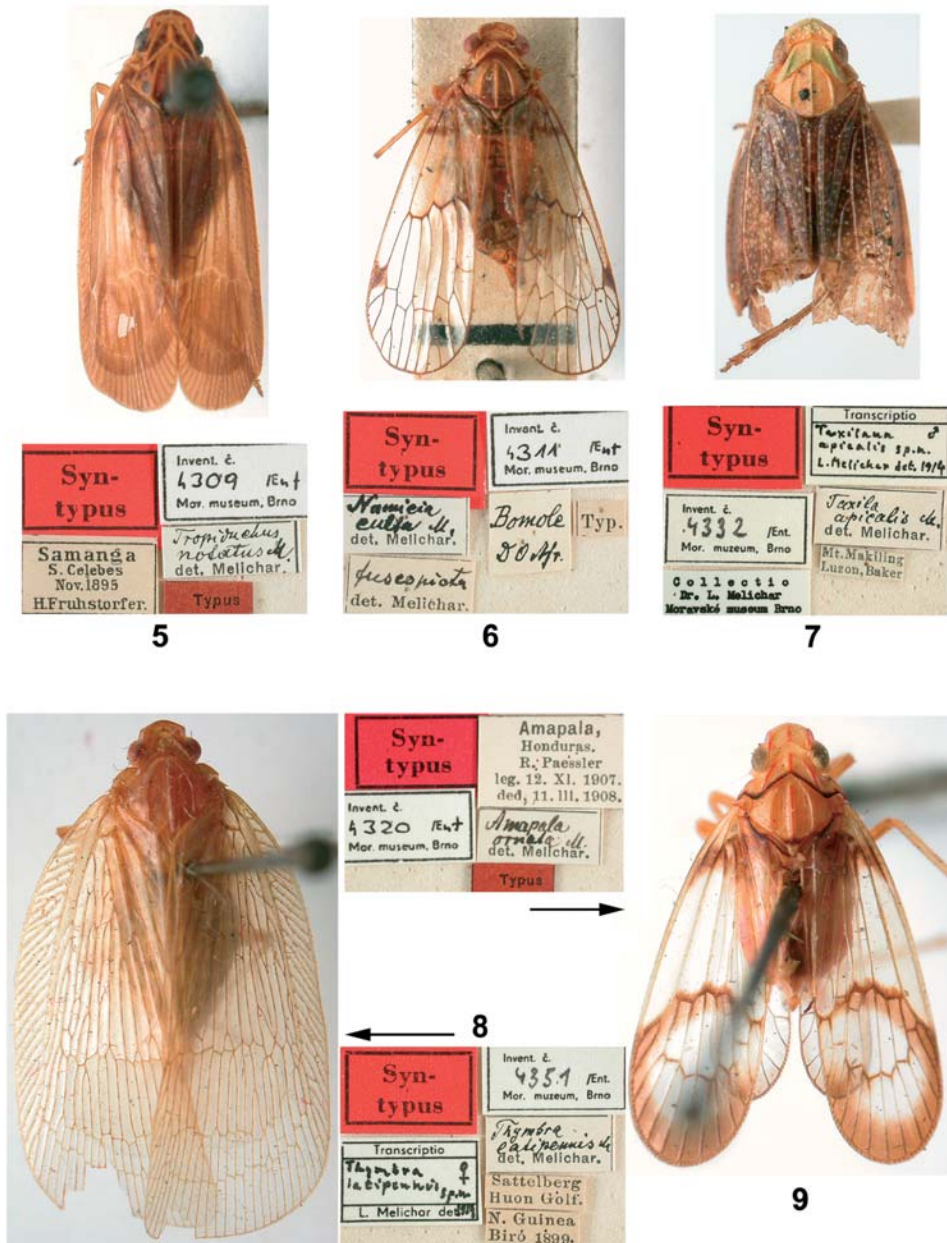 Syn-
typus
Invent. č.
4309 /Ent
Mor. museum, Brno
Samanga
S. Celebes
Nov. 1895
H. Fruhstorfer.
Tropiduchus
notatus M.
det. Melichar.
Typus
5
Syn-
typus
Invent. č.
4311 /Ent
Mor. museum, Brno
Numicia
culta M.
det. Melichar.
fuscopicta
det. Melichar.
Bomole
D.O.Afr.
Typ.
6
Syn-
typus
Transcriptio
Taxilana ♂
apicalis sp.n.
L. Melichar det. 1914
Invent. č.
4332 /Ent.
Mor. muzeum, Brno
Taxila
apicalis M.
det. Melichar.
Mt. Makiling
Luzon, Baker
Collectio
Dr. L. Melichar
Moravské museum Brno
7
Syn-
typus
Amapala,
Honduras.
R. Paessler
leg. 12. XI. 1907.
ded. 11. III. 1908.
Invent. č.
4320 /Ent
Mor. museum, Brno
Amapala
ornata M.
det. Melichar.
Typus
8
Syn-
typus
Invent. č.
4351 /Ent.
Mor. muzeum, Brno
Transcriptio
Thymbra ♀
latipennis sp.n.
L. Melichar det.
Thymbra
latipennis M
det. Melichar.
Sattelberg
Huon Golf.
N. Guinea
Biró 1899.
9